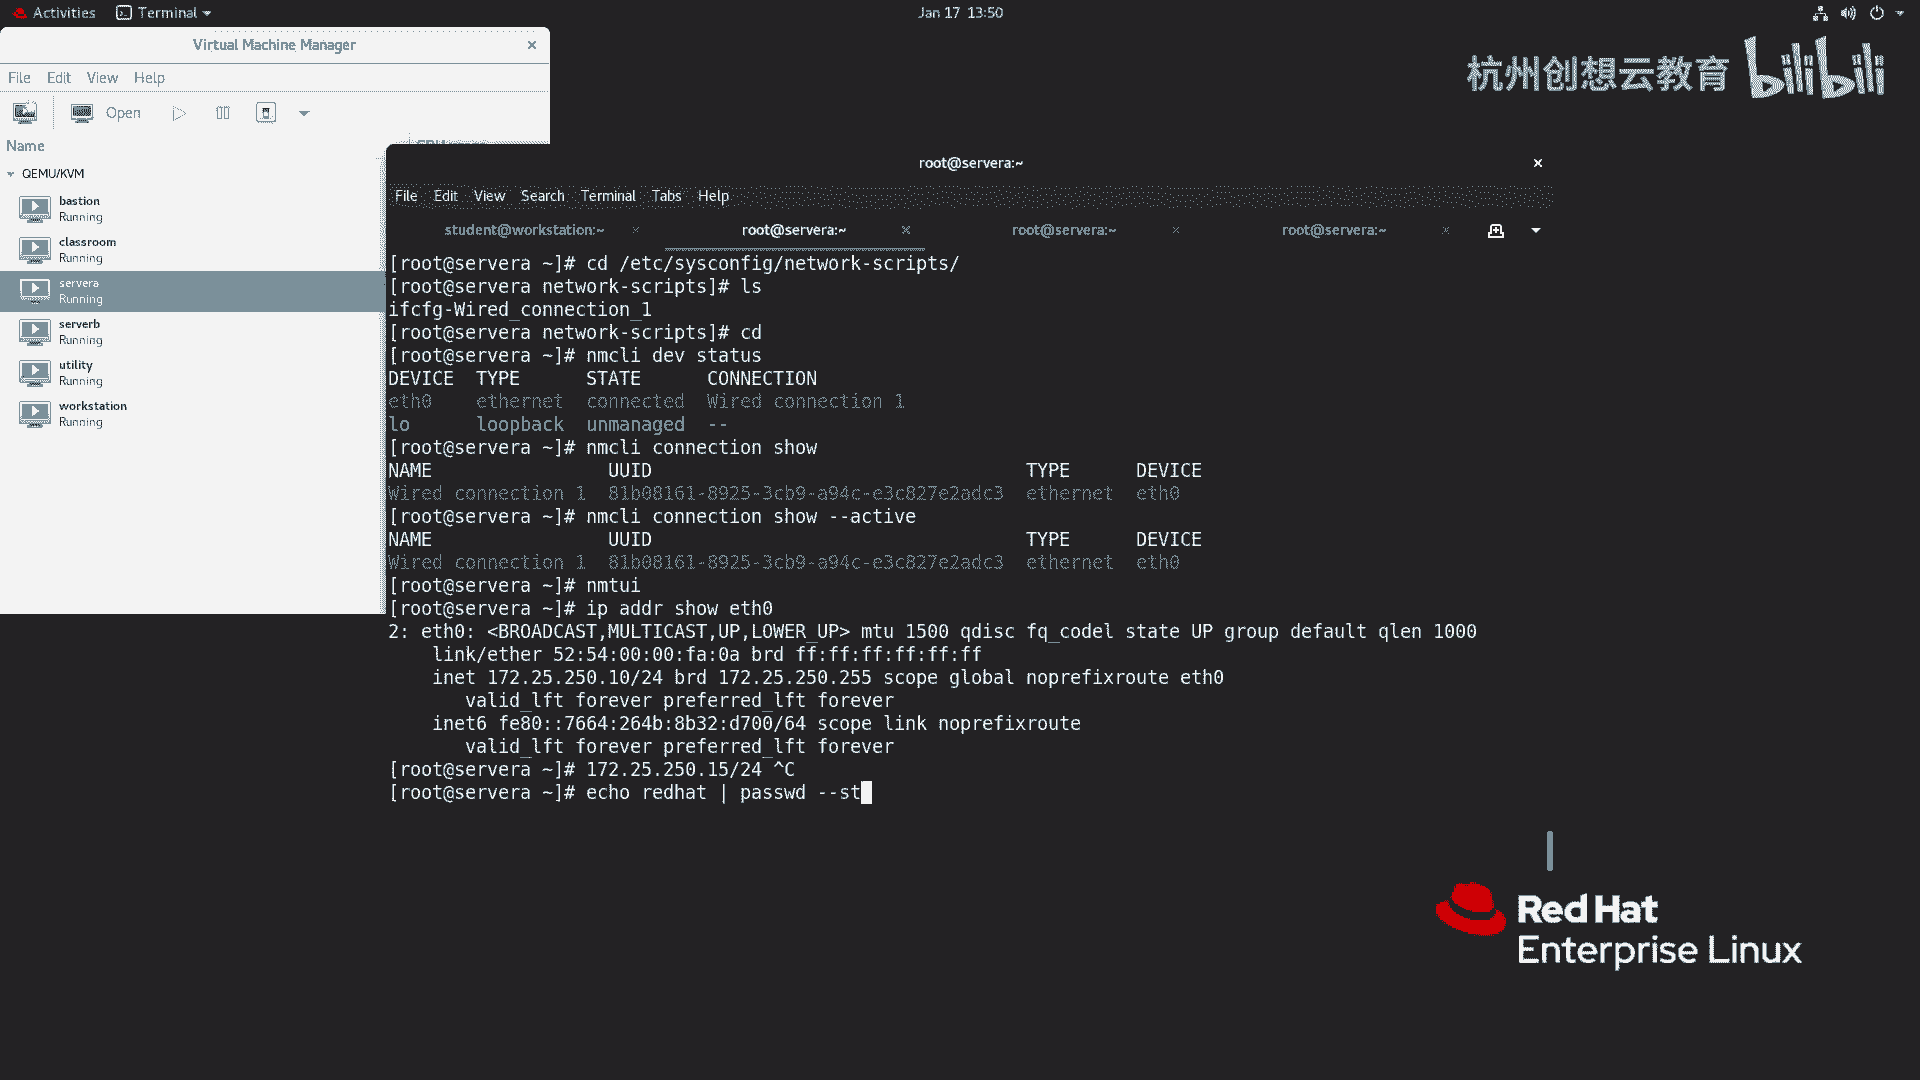 Activities Terminal Jan 17 13:50
Virtual Machine Manager
File Edit View Help
Open
Name
QEMU/KVM
bastion
Running
classroom
Running
servera
Running
serverb
Running
utility
Running
workstation
Running
杭州创想云教育 bilibili
root@servera:~
File Edit View Search Terminal Tabs Help
student@workstation:~ root@servera:~ root@servera:~ root@servera:~
[root@servera ~]# cd /etc/sysconfig/network-scripts/
[root@servera network-scripts]# ls
ifcfg-Wired_connection_1
[root@servera network-scripts]# cd
[root@servera ~]# nmcli dev status
DEVICE TYPE STATE CONNECTION
eth0 ethernet connected Wired connection 1
lo loopback unmanaged --
[root@servera ~]# nmcli connection show
NAME UUID TYPE DEVICE
Wired connection 1 81b08161-8925-3cb9-a94c-e3c827e2adc3 ethernet eth0
[root@servera ~]# nmcli connection show --active
NAME UUID TYPE DEVICE
Wired connection 1 81b08161-8925-3cb9-a94c-e3c827e2adc3 ethernet eth0
[root@servera ~]# nmtui
[root@servera ~]# ip addr show eth0
2: eth0: <BROADCAST,MULTICAST,UP,LOWER_UP> mtu 1500 qdisc fq_codel state UP group default qlen 1000
link/ether 52:54:00:00:fa:0a brd ff:ff:ff:ff:ff:ff
inet 172.25.250.10/24 brd 172.25.250.255 scope global noprefixroute eth0
valid_lft forever preferred_lft forever
inet6 fe80::7664:264b:8b32:d700/64 scope link noprefixroute
valid_lft forever preferred_lft forever
[root@servera ~]# 172.25.250.15/24 ^C
[root@servera ~]# echo redhat | passwd --st
Red Hat
Enterprise Linux